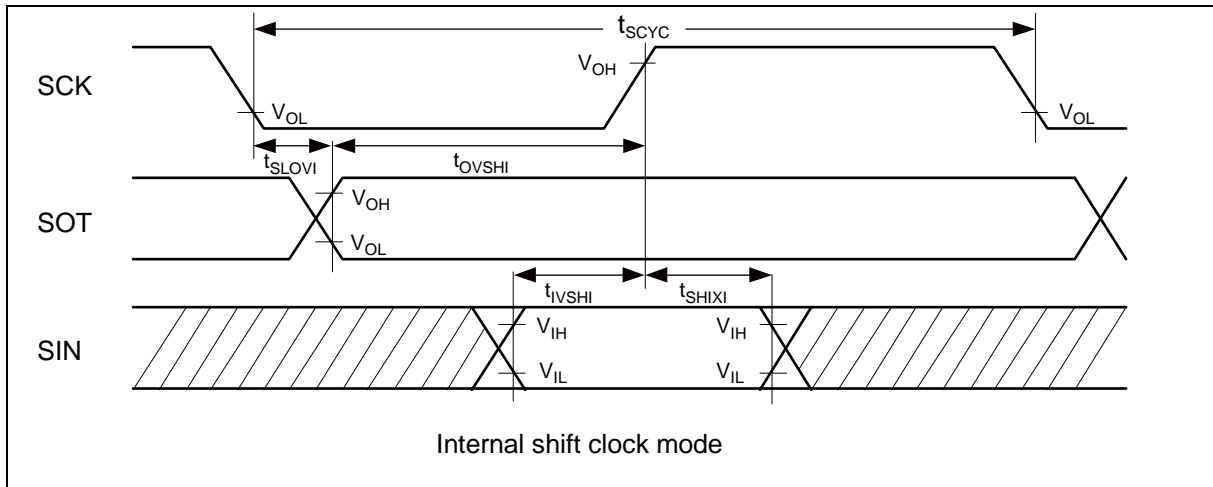 tSCYC
SCK
VOH
VOL
VOL
tSLOVI
tOVSHI
SOT
VOH
VOL
tIVSHI
tSHIXI
SIN
VIH
VIH
VIL
VIL
Internal shift clock mode